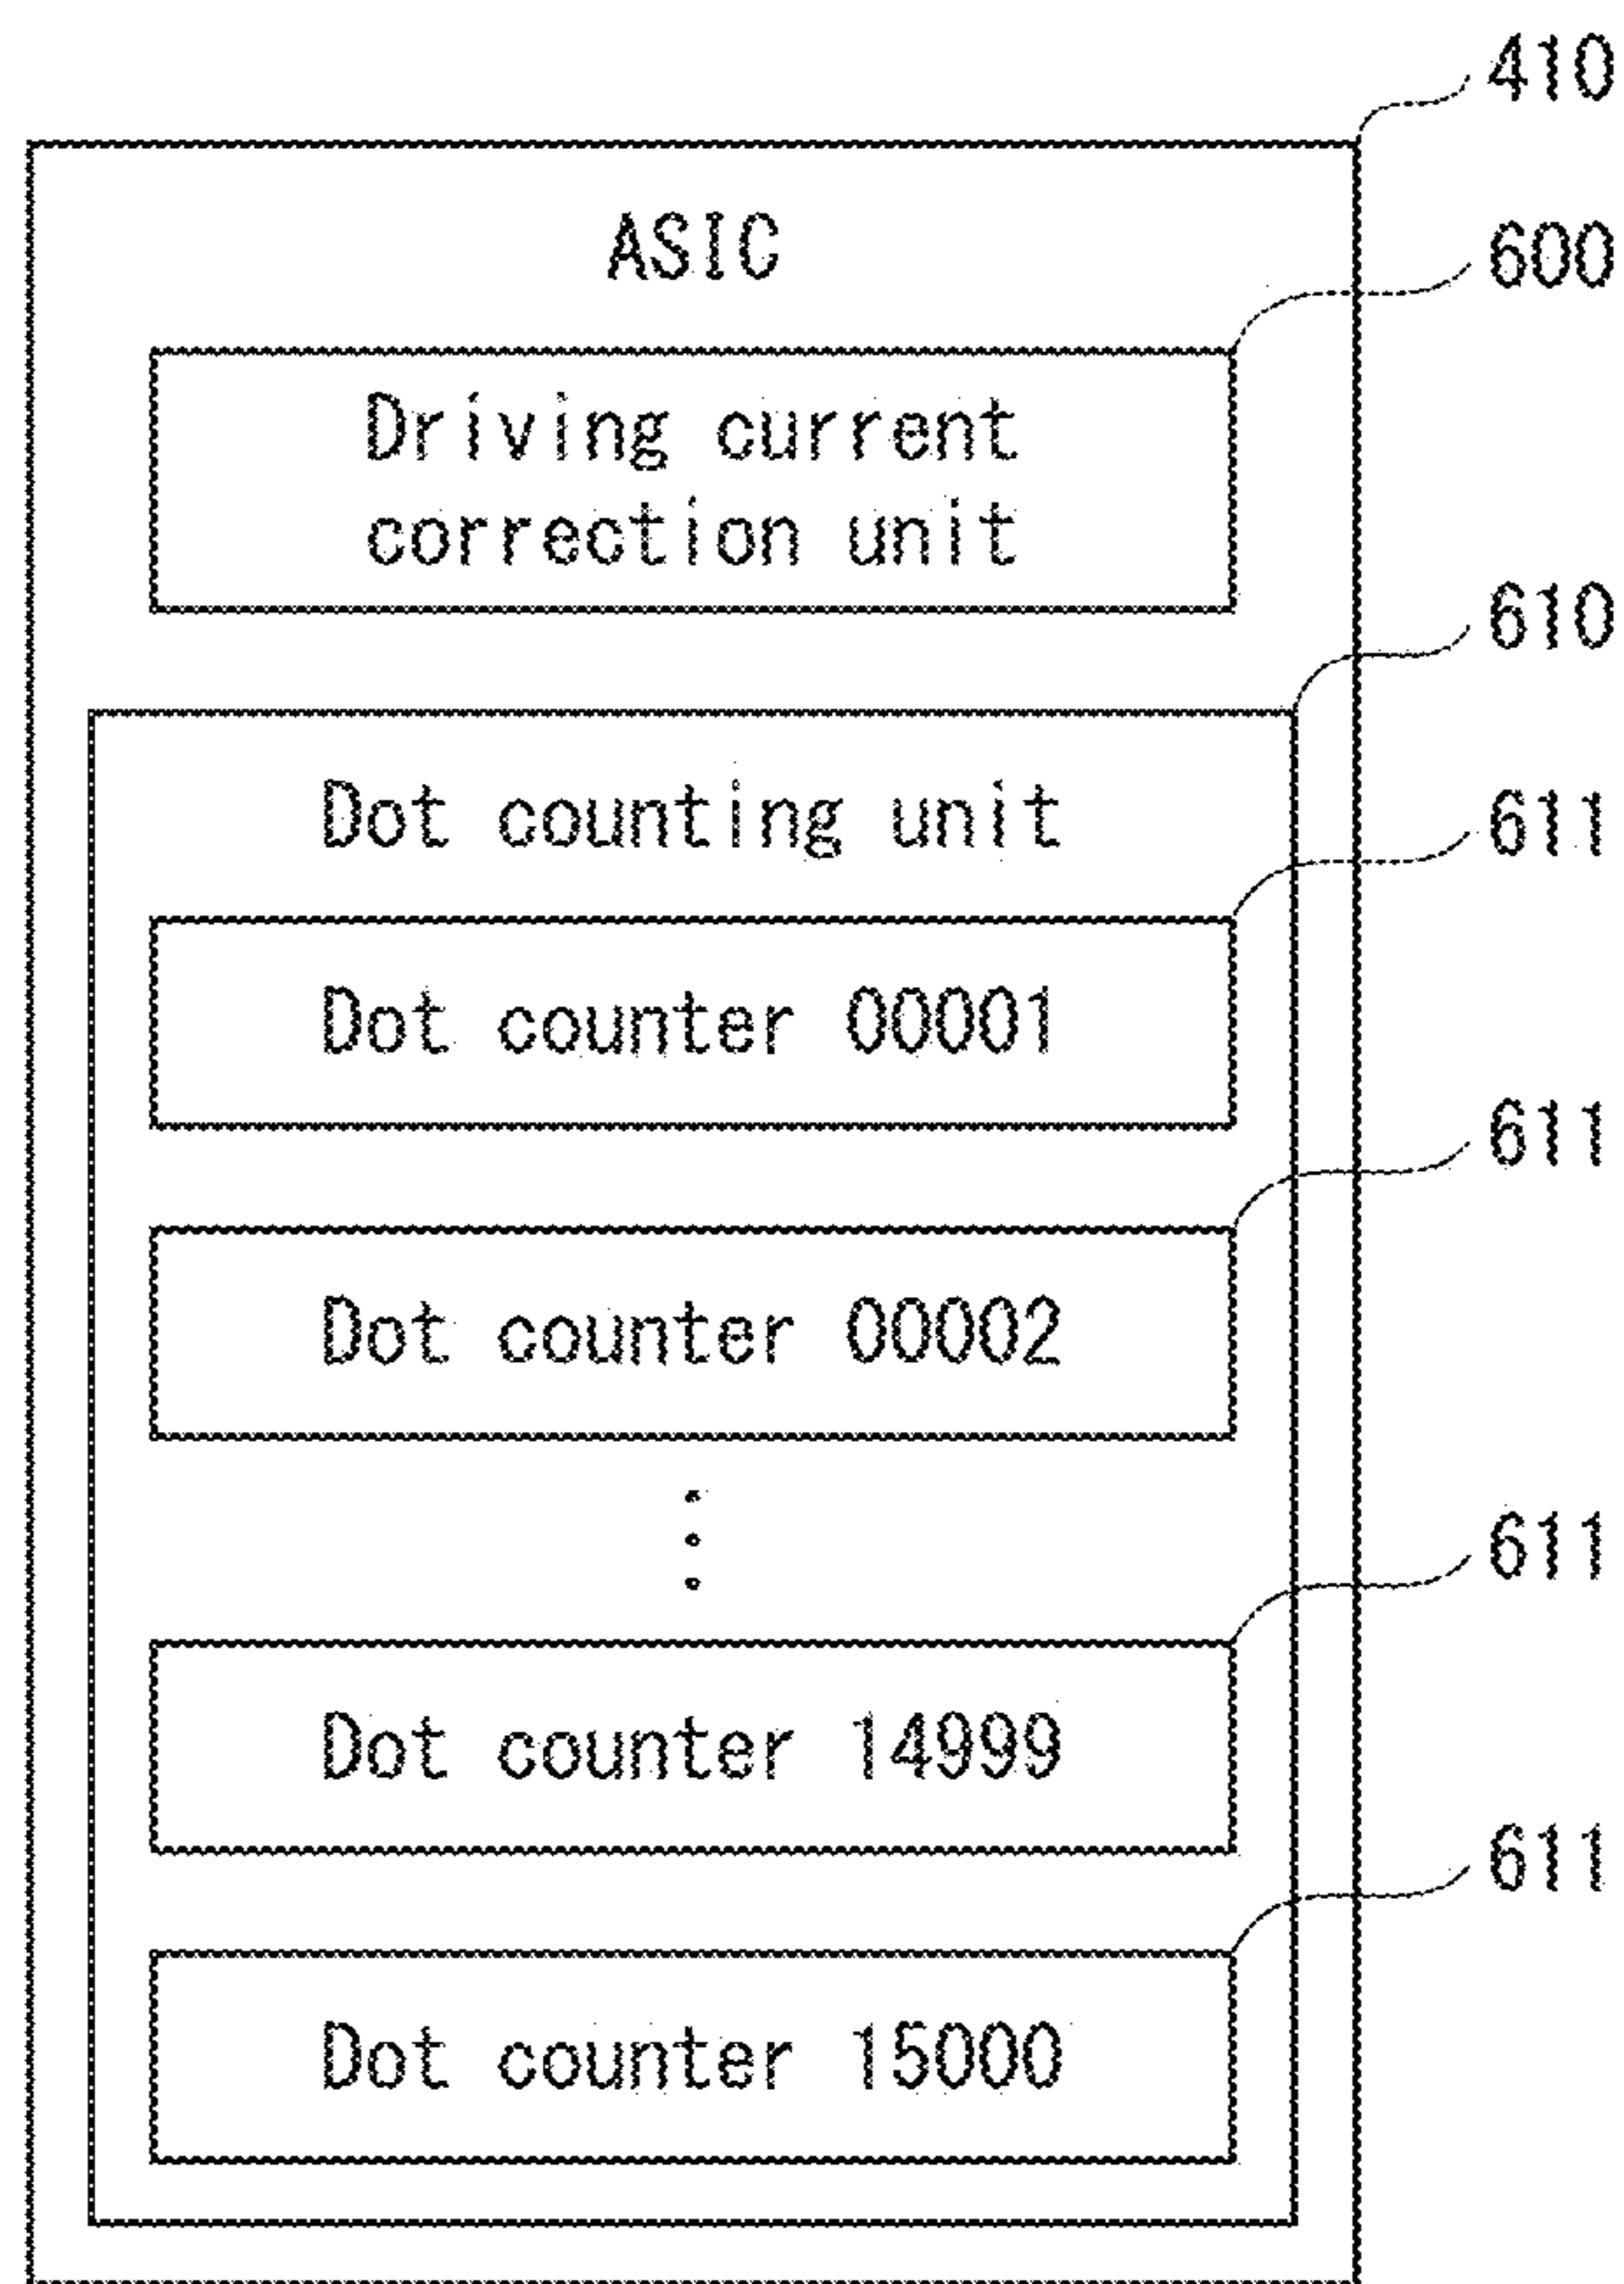 410
ASIC
600
Driving current
correction unit
610
Dot counting unit
611
Dot counter 00001
611
Dot counter 00002
611
Dot counter 14999
611
Dot counter 15000